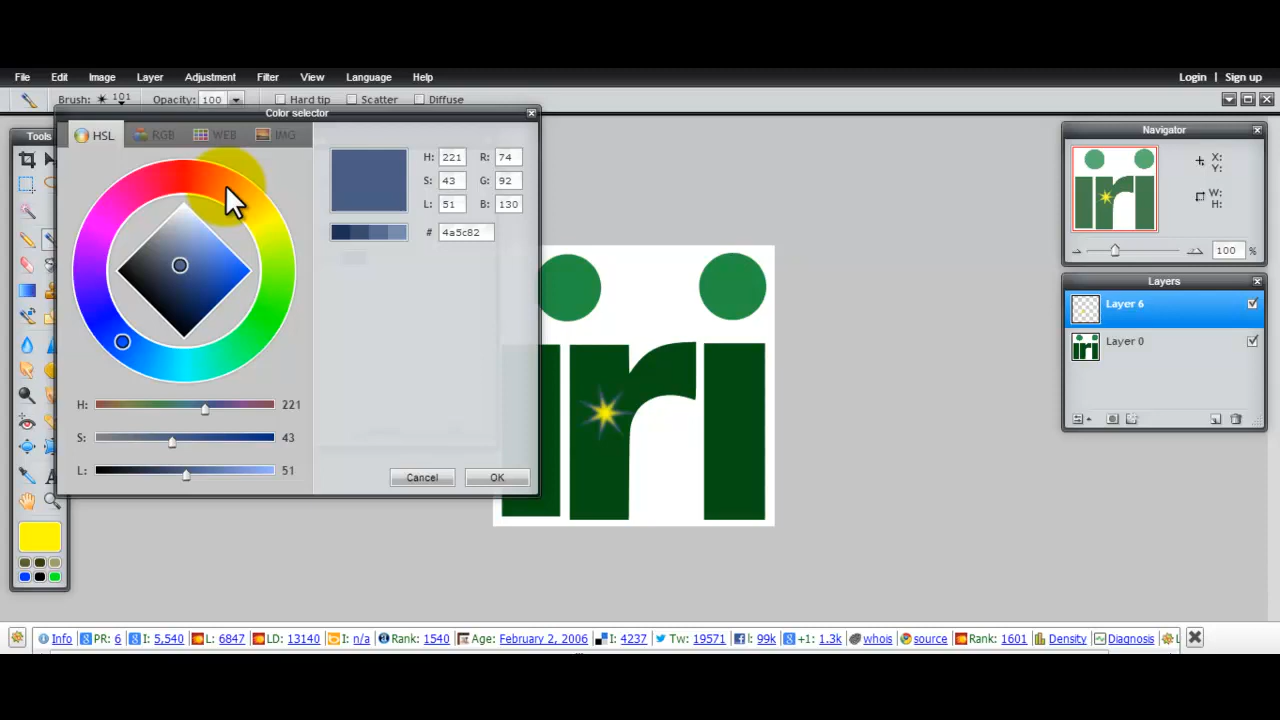 File Edit Image Layer Adjustment Filter View Language Help Login | Sign up
Brush: 101 Opacity: 100 Hard tip Scatter Diffuse
Color selector
Tools
HSL RGB WEB IMG
H: 221 R: 74
S: 43 G: 92
L: 51 B: 130
# 4a5c82
H: 221
S: 43
L: 51
Cancel OK
iri
Navigator
X:
Y:
W:
H:
100 %
Layers
Layer 6
Layer 0
Info PR: 6 I: 5,540 L: 6847 LD: 13140 I: n/a Rank: 1540 Age: February 2, 2006 I: 4237 Tw: 19571 l: 99k +1: 1.3k whois source Rank: 1601 Density Diagnosis